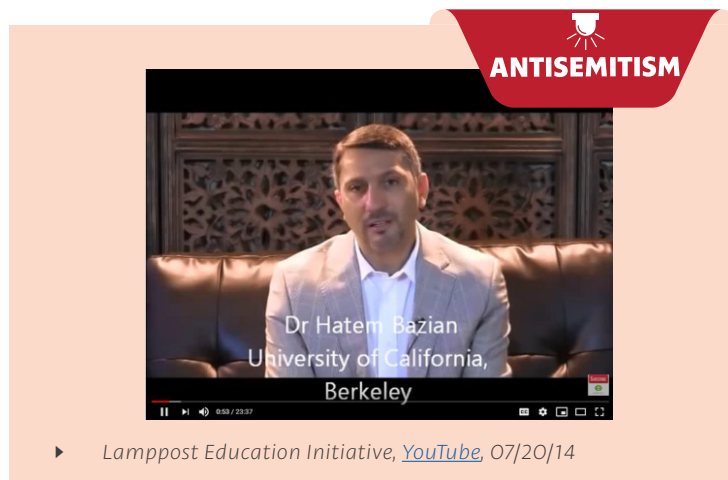 ANTISEMITISM
Dr Hatem Bazian
University of California,
Berkeley
0:53 / 23:37
Lamppost Education Initiative, YouTube, 07/20/14